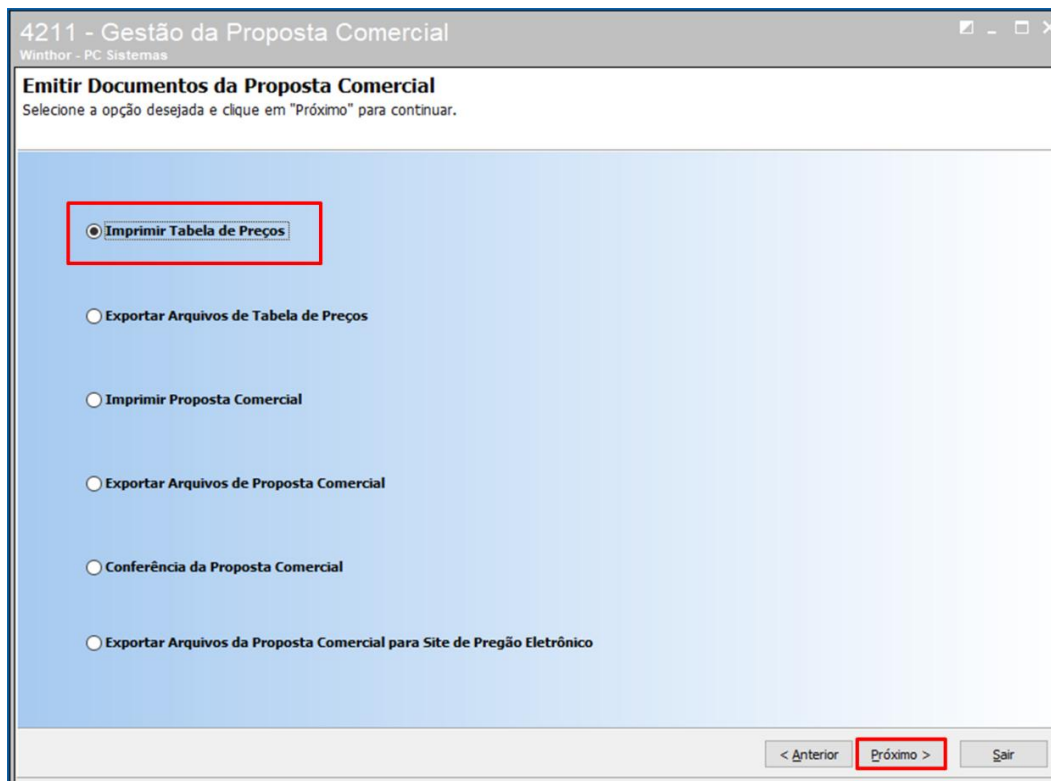 4211 - Gestão da Proposta Comercial
Winthor - PC Sistemas
Emitir Documentos da Proposta Comercial
Selecione a opção desejada e clique em "Próximo" para continuar.
Imprimir Tabela de Preços
Exportar Arquivos de Tabela de Preços
Imprimir Proposta Comercial
Exportar Arquivos de Proposta Comercial
Conferência da Proposta Comercial
Exportar Arquivos da Proposta Comercial para Site de Pregão Eletrônico
< Anterior Próximo > Sair